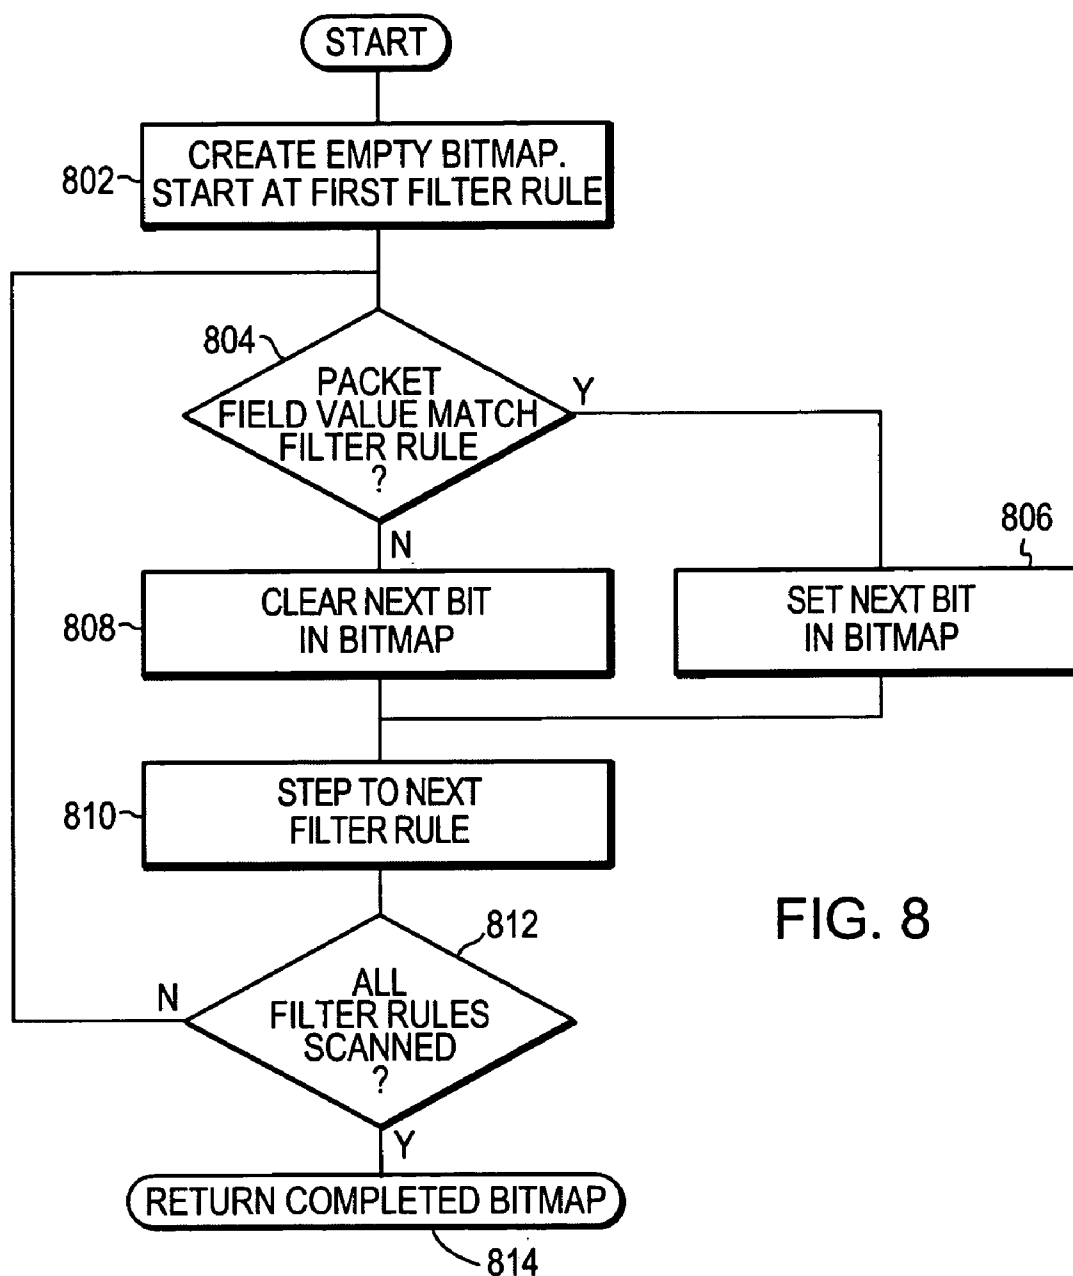 START
CREATE EMPTY BITMAP.
START AT FIRST FILTER RULE
802
804
PACKET
FIELD VALUE MATCH
FILTER RULE
?
Y
N
806
CLEAR NEXT BIT
IN BITMAP
808
SET NEXT BIT
IN BITMAP
STEP TO NEXT
FILTER RULE
810
FIG. 8
812
ALL
FILTER RULES
SCANNED
?
N
Y
RETURN COMPLETED BITMAP
814